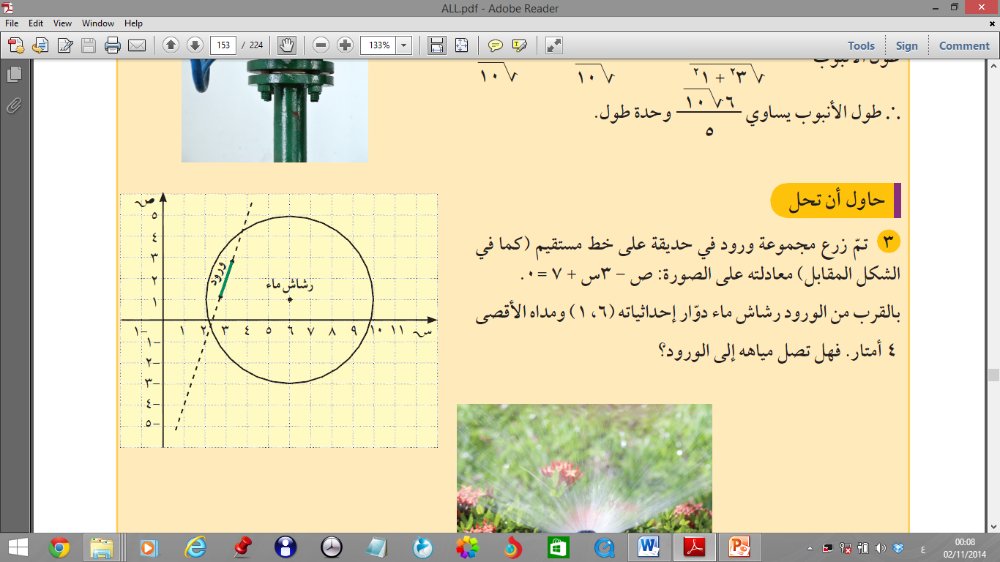 ALL.pdf - Adobe Reader
File Edit View Window Help
153 / 224 133% Tools Sign Comment
√١٠ √١٠ √٣² + ١²
∴ طول الأنبوب يساوي ٦√١٠/٥ وحدة طول.
حاول أن تحل
٣ تمّ زرع مجموعة ورود في حديقة على خط مستقيم (كما في
الشكل المقابل) معادلته على الصورة: ص – ٣س + ٧ = ٠.
بالقرب من الورود رشاش ماء دوّار إحداثياته (٦، ١) ومداه الأقصى
٤ أمتار. فهل تصل مياهه إلى الورود؟
ص
٥
٤
٣
٢
١
ورود
رشاش ماء
–١ ١ ٢ ٣ ٤ ٥ ٦ ٧ ٨ ٩ ١٠ ١١ س
–١
–٢
–٣
–٤
–٥
ع
00:08
02/11/2014